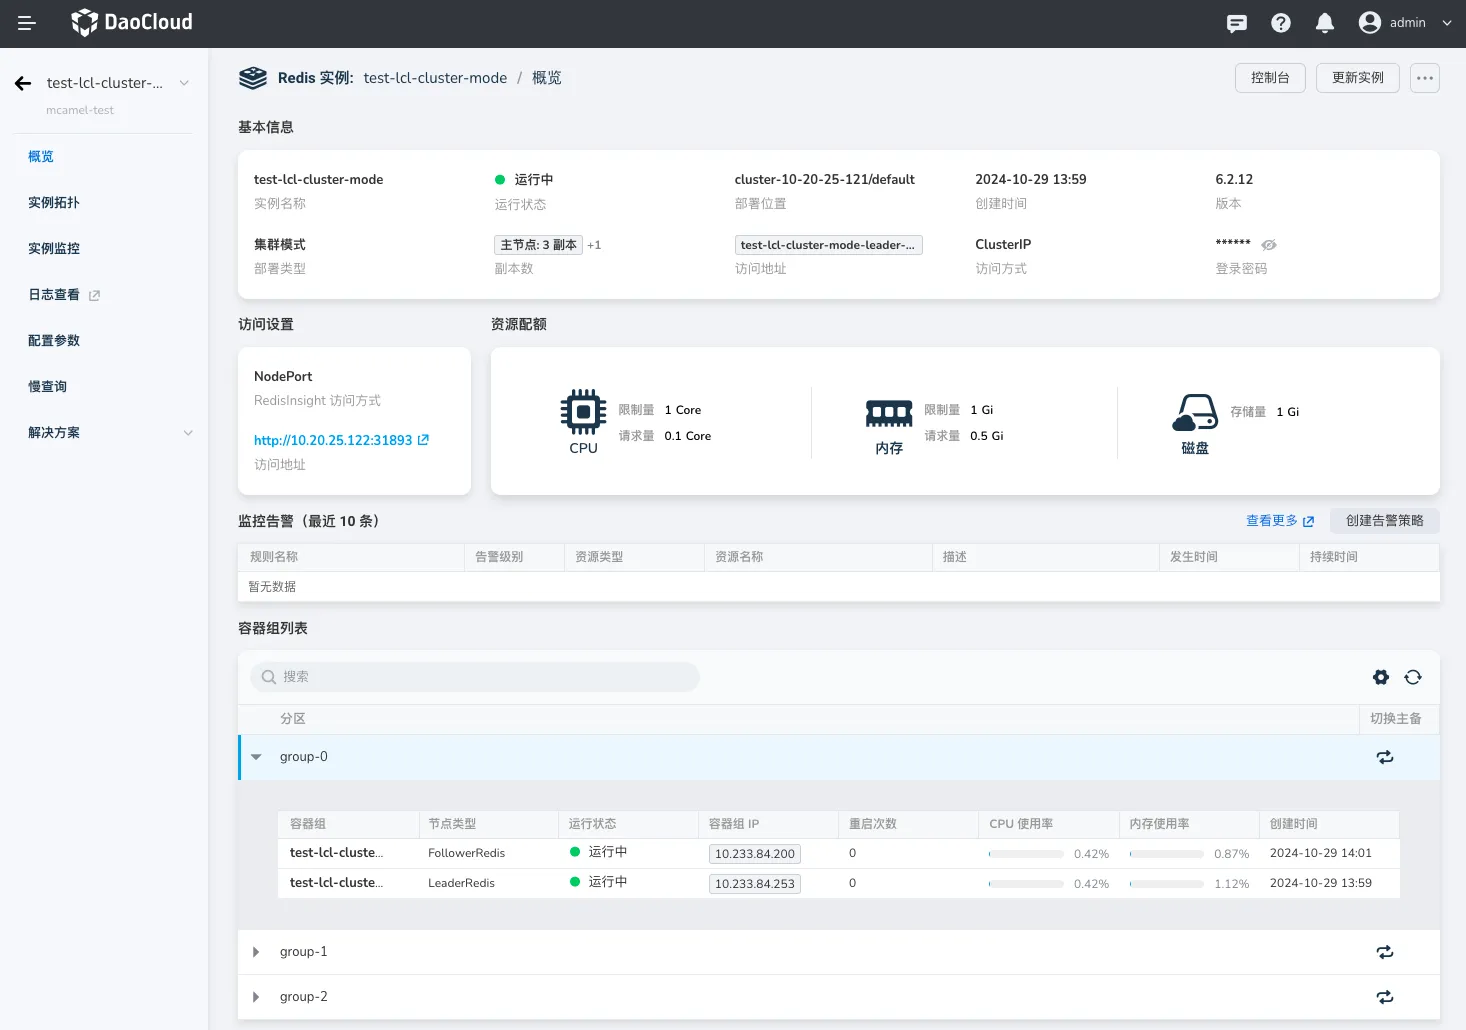 DaoCloud
admin
test-lcl-cluster-...
mcamel-test
概览
实例拓扑
实例监控
日志查看
配置参数
慢查询
解决方案
Redis 实例: test-lcl-cluster-mode / 概览
控制台 更新实例
基本信息
test-lcl-cluster-mode 运行中 cluster-10-20-25-121/default 2024-10-29 13:59 6.2.12
实例名称 运行状态 部署位置 创建时间 版本
集群模式 主节点: 3 副本 +1 test-lcl-cluster-mode-leader-... ClusterIP ******
部署类型 副本数 访问地址 访问方式 登录密码
访问设置
NodePort
RedisInsight 访问方式
http://10.20.25.122:31893
访问地址
资源配额
限制量 1 Core
请求量 0.1 Core
CPU
限制量 1 Gi
请求量 0.5 Gi
内存
存储量 1 Gi
磁盘
监控告警（最近 10 条） 查看更多 创建告警策略
规则名称 告警级别 资源类型 资源名称 描述 发生时间 持续时间
暂无数据
容器组列表
搜索
分区 切换主备
group-0
容器组 节点类型 运行状态 容器组 IP 重启次数 CPU 使用率 内存使用率 创建时间
test-lcl-cluste... FollowerRedis 运行中 10.233.84.200 0 0.42% 0.87% 2024-10-29 14:01
test-lcl-cluste... LeaderRedis 运行中 10.233.84.253 0 0.42% 1.12% 2024-10-29 13:59
group-1
group-2